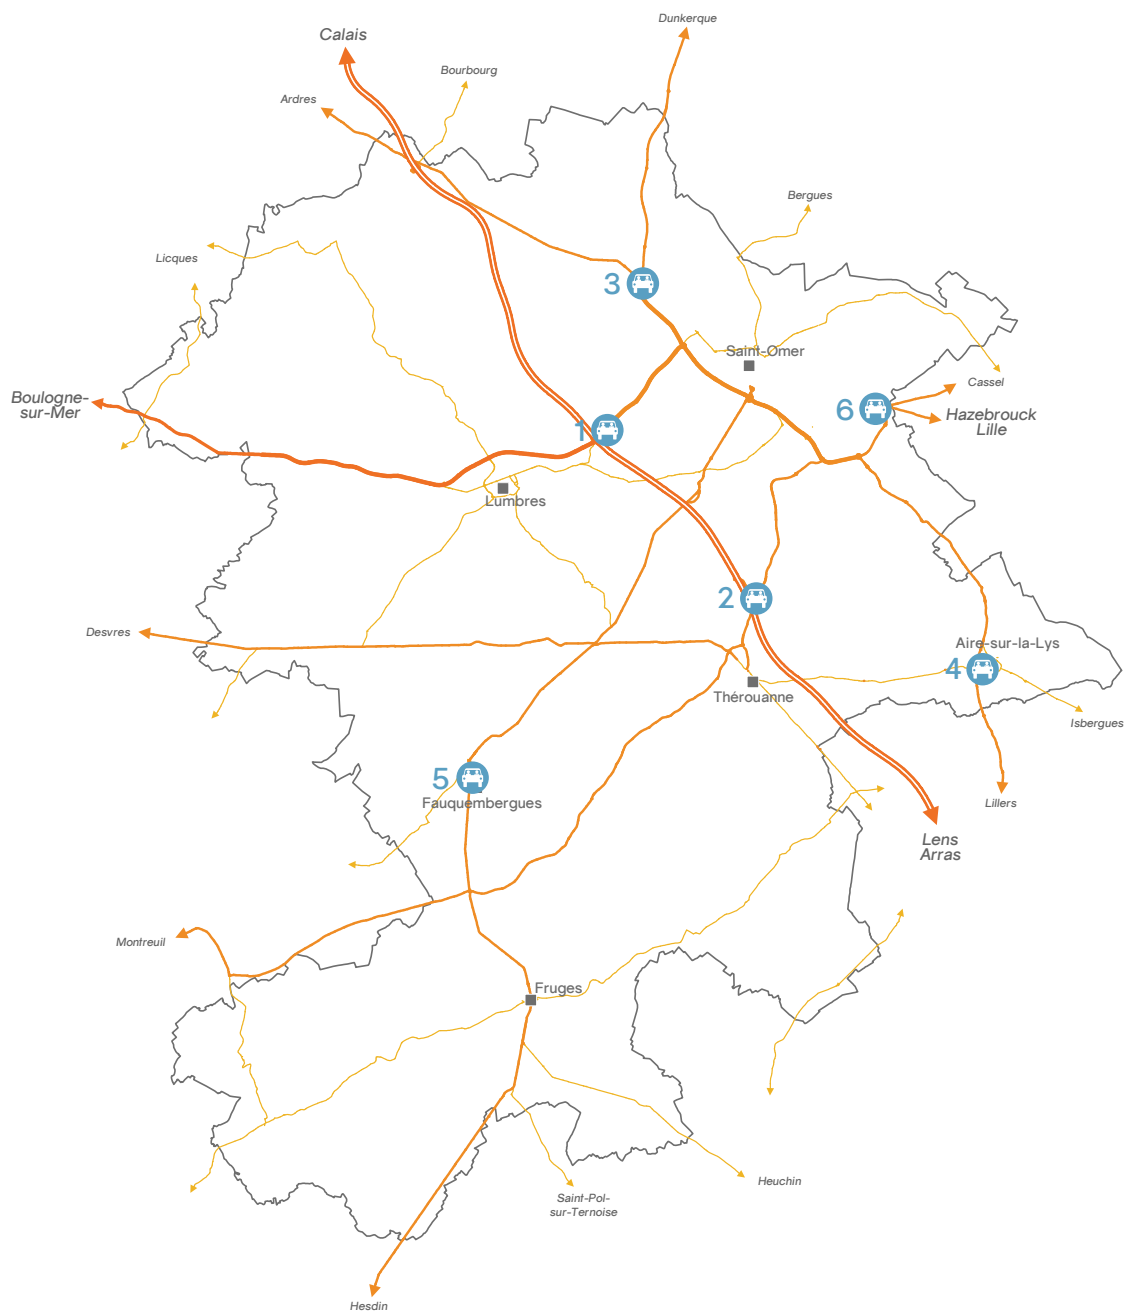 Dunkerque
Calais
Bourbourg
Ardres
Bergues
Licques
3
Saint-Omer
Cassel
Boulogne-
sur-Mer
6
Hazebrouck
Lille
1
Lumbres
2
Desvres
Aire-sur-la-Lys
4
Thérouanne
Isbergues
5
Fauquembergues
Lillers
Lens
Arras
Montreuil
Fruges
Heuchin
Saint-Pol-
sur-Ternoise
Hesdin